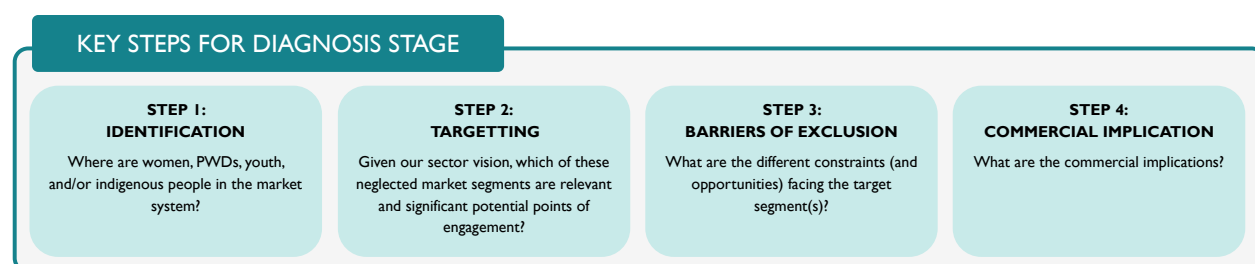 KEY STEPS FOR DIAGNOSIS STAGE
STEP 1:
IDENTIFICATION
Where are women, PWDs, youth,
and/or indigenous people in the market
system?
STEP 2:
TARGETTING
Given our sector vision, which of these
neglected market segments are relevant
and significant potential points of
engagement?
STEP 3:
BARRIERS OF EXCLUSION
What are the different constraints (and
opportunities) facing the target
segment(s)?
STEP 4:
COMMERCIAL IMPLICATION
What are the commercial implications?